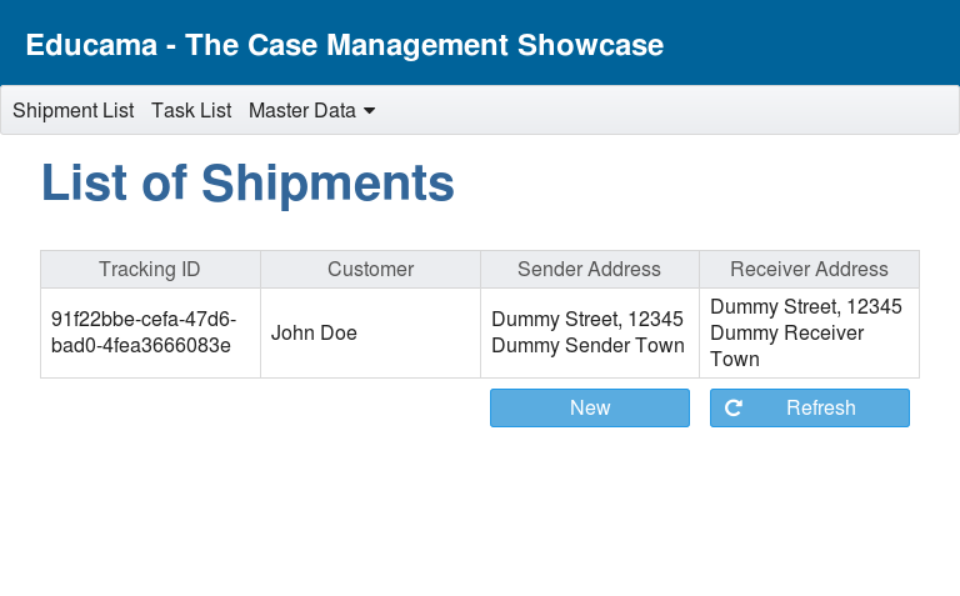 Educama - The Case Management Showcase
Shipment List Task List Master Data
List of Shipments
Tracking ID Customer Sender Address Receiver Address
91f22bbe-cefa-47d6-
bad0-4fea3666083e
John Doe
Dummy Street, 12345
Dummy Sender Town
Dummy Street, 12345
Dummy Receiver
Town
New Refresh